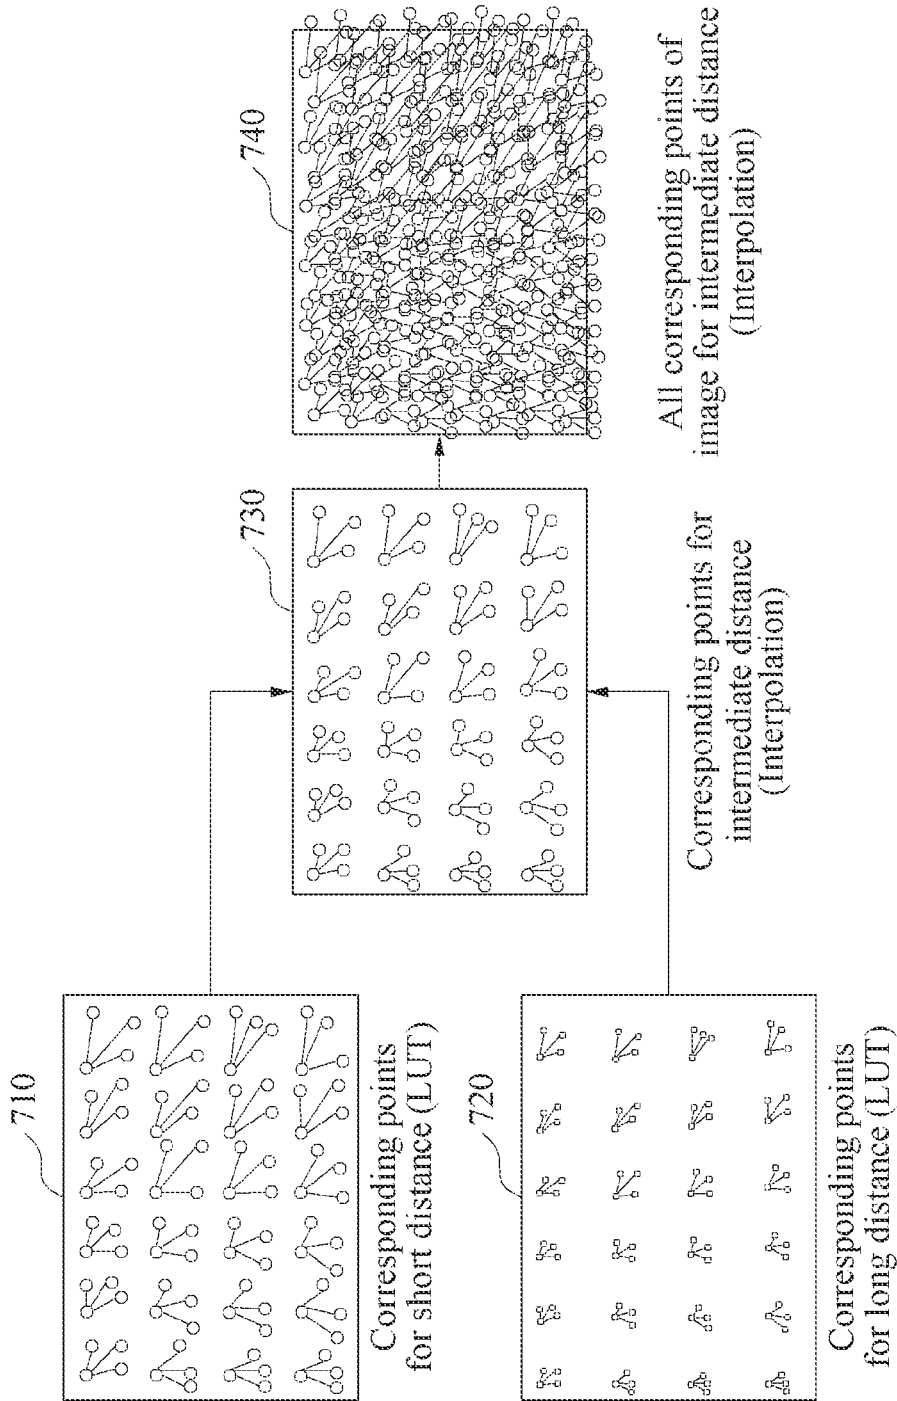 710
Corresponding points
for short distance (LUT)
720
Corresponding points
for long distance (LUT)
730
Corresponding points for
intermediate distance
(Interpolation)
740
All corresponding points of
image for intermediate distance
(Interpolation)